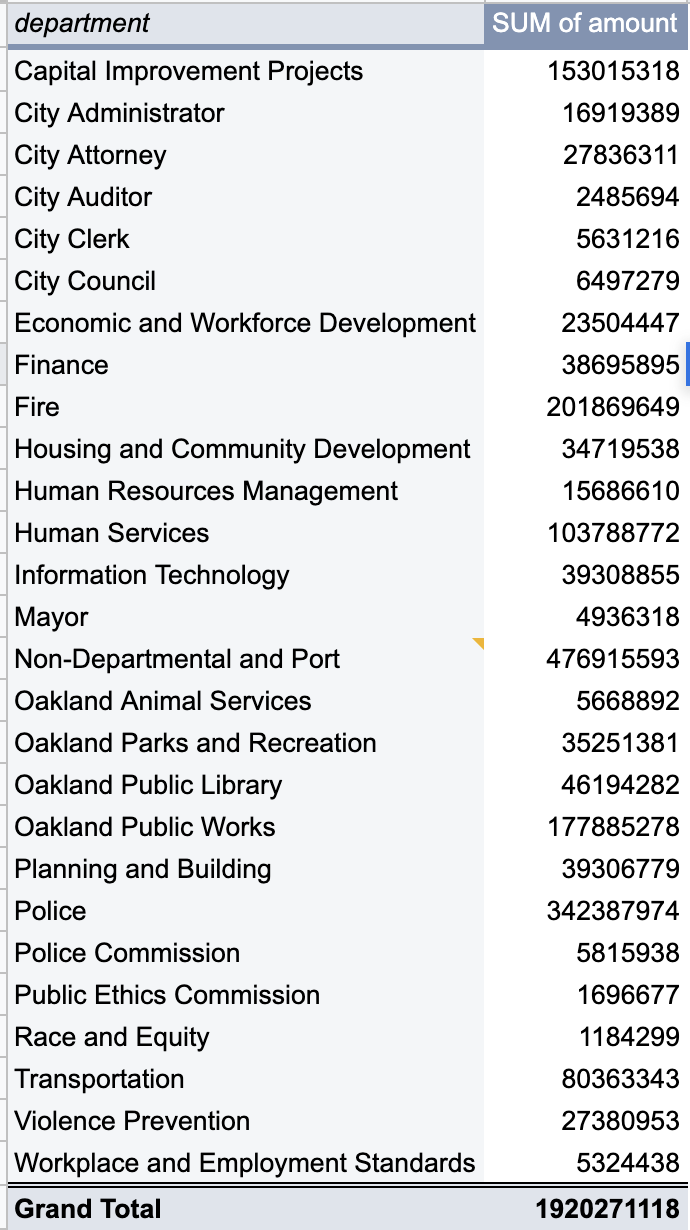 department SUM of amount
Capital Improvement Projects 153015318
City Administrator 16919389
City Attorney 27836311
City Auditor 2485694
City Clerk 5631216
City Council 6497279
Economic and Workforce Development 23504447
Finance 38695895
Fire 201869649
Housing and Community Development 34719538
Human Resources Management 15686610
Human Services 103788772
Information Technology 39308855
Mayor 4936318
Non-Departmental and Port 476915593
Oakland Animal Services 5668892
Oakland Parks and Recreation 35251381
Oakland Public Library 46194282
Oakland Public Works 177885278
Planning and Building 39306779
Police 342387974
Police Commission 5815938
Public Ethics Commission 1696677
Race and Equity 1184299
Transportation 80363343
Violence Prevention 27380953
Workplace and Employment Standards 5324438
Grand Total 1920271118